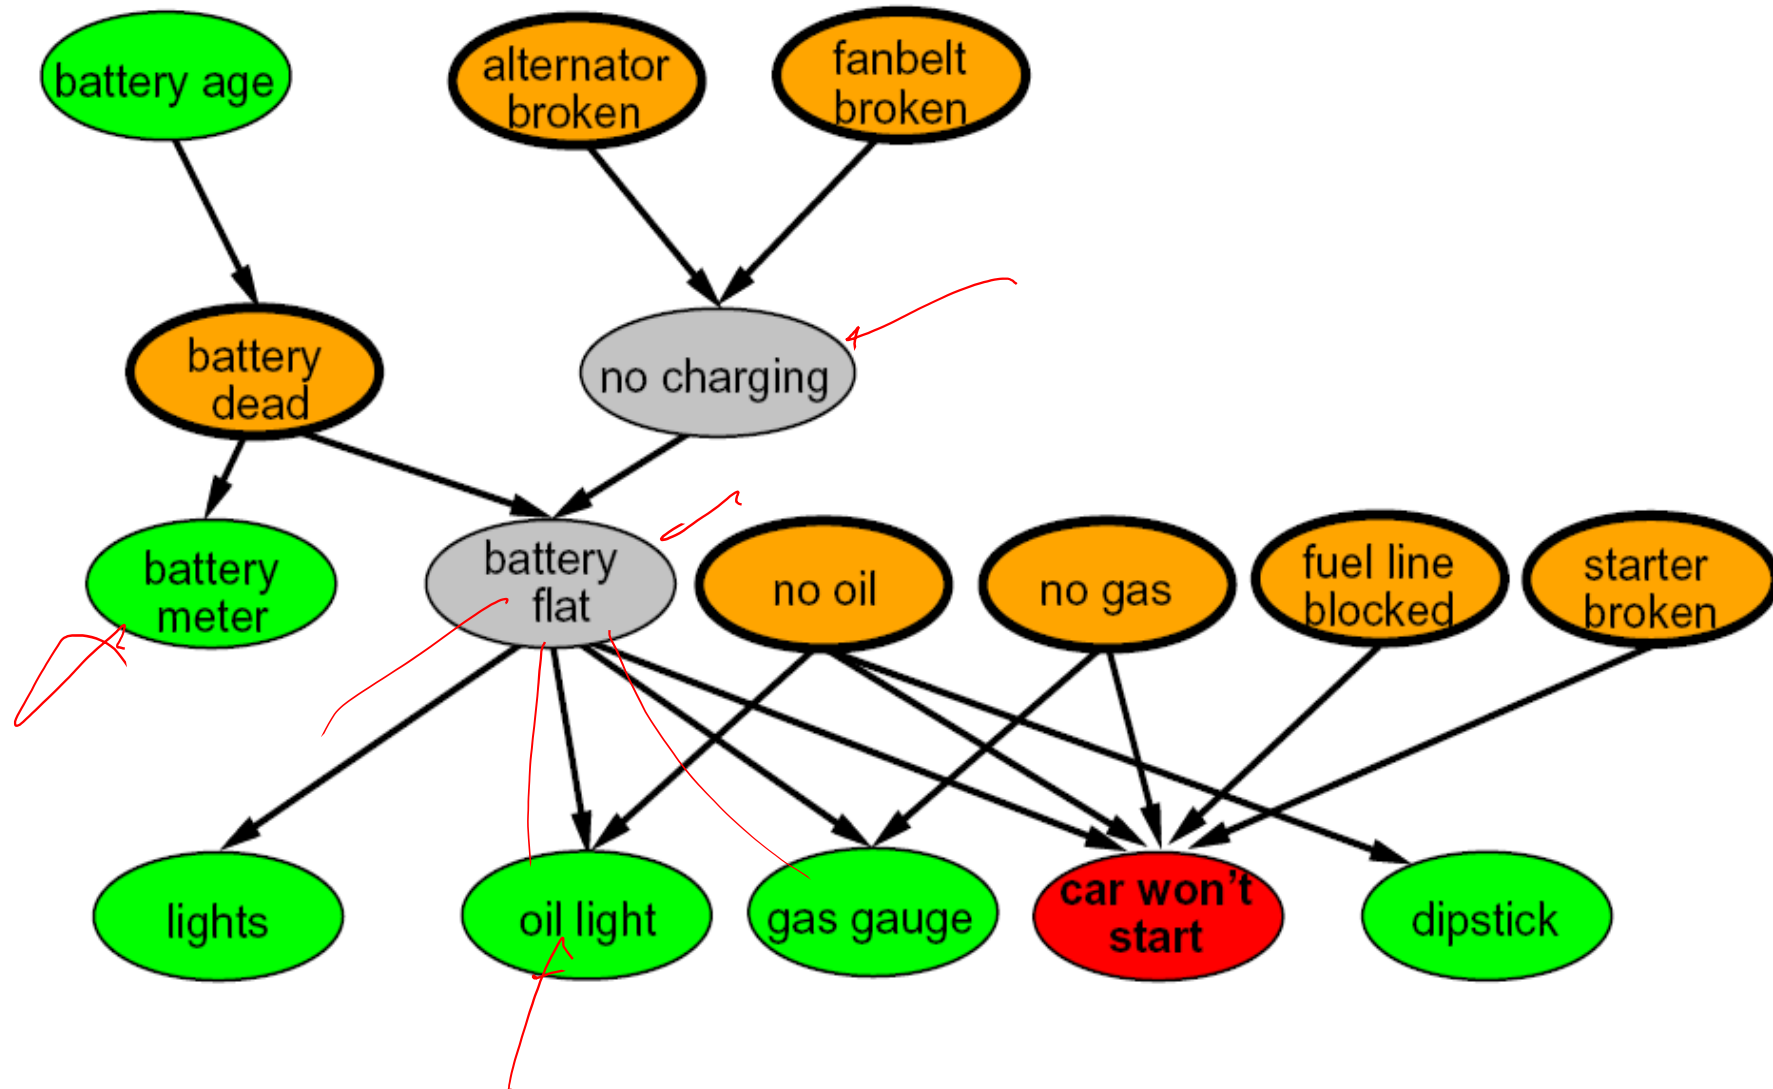 battery age
alternator
broken
fanbelt
broken
battery
dead
no charging
battery
meter
battery
flat
no oil
no gas
fuel line
blocked
starter
broken
lights
oil light
gas gauge
car won't
start
dipstick